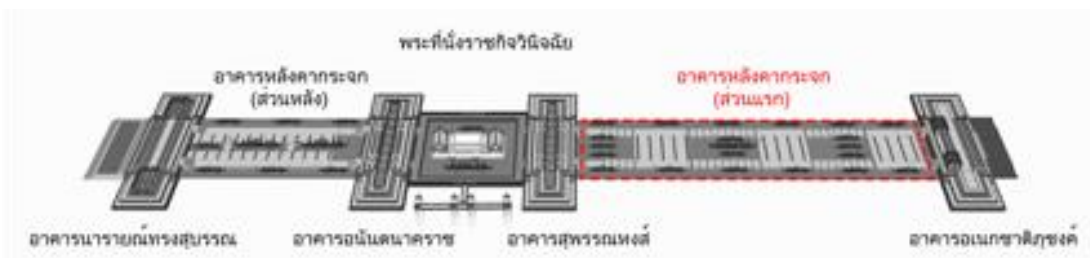 พระที่นั่งราชกิจวินิจฉัย
อาคารหลังคากระจก
(ส่วนหลัง)
อาคารหลังคากระจก
(ส่วนแรก)
อาคารนารายณ์ทรงสุบรรณ
อาคารอนันตนาคราช
อาคารสุพรรณหงส์
อาคารอเนกชาติภุชงค์